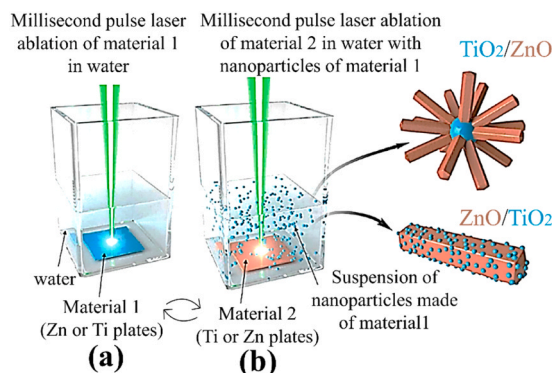 Millisecond pulse laser
ablation of material 1
in water
Millisecond pulse laser ablation
of material 2 in water with
nanoparticles of material 1
TiO2/ZnO
ZnO/TiO2
water
Material 1
(Zn or Ti plates)
Material 2
(Ti or Zn plates)
Suspension of
nanoparticles made
of material1
(a)
(b)